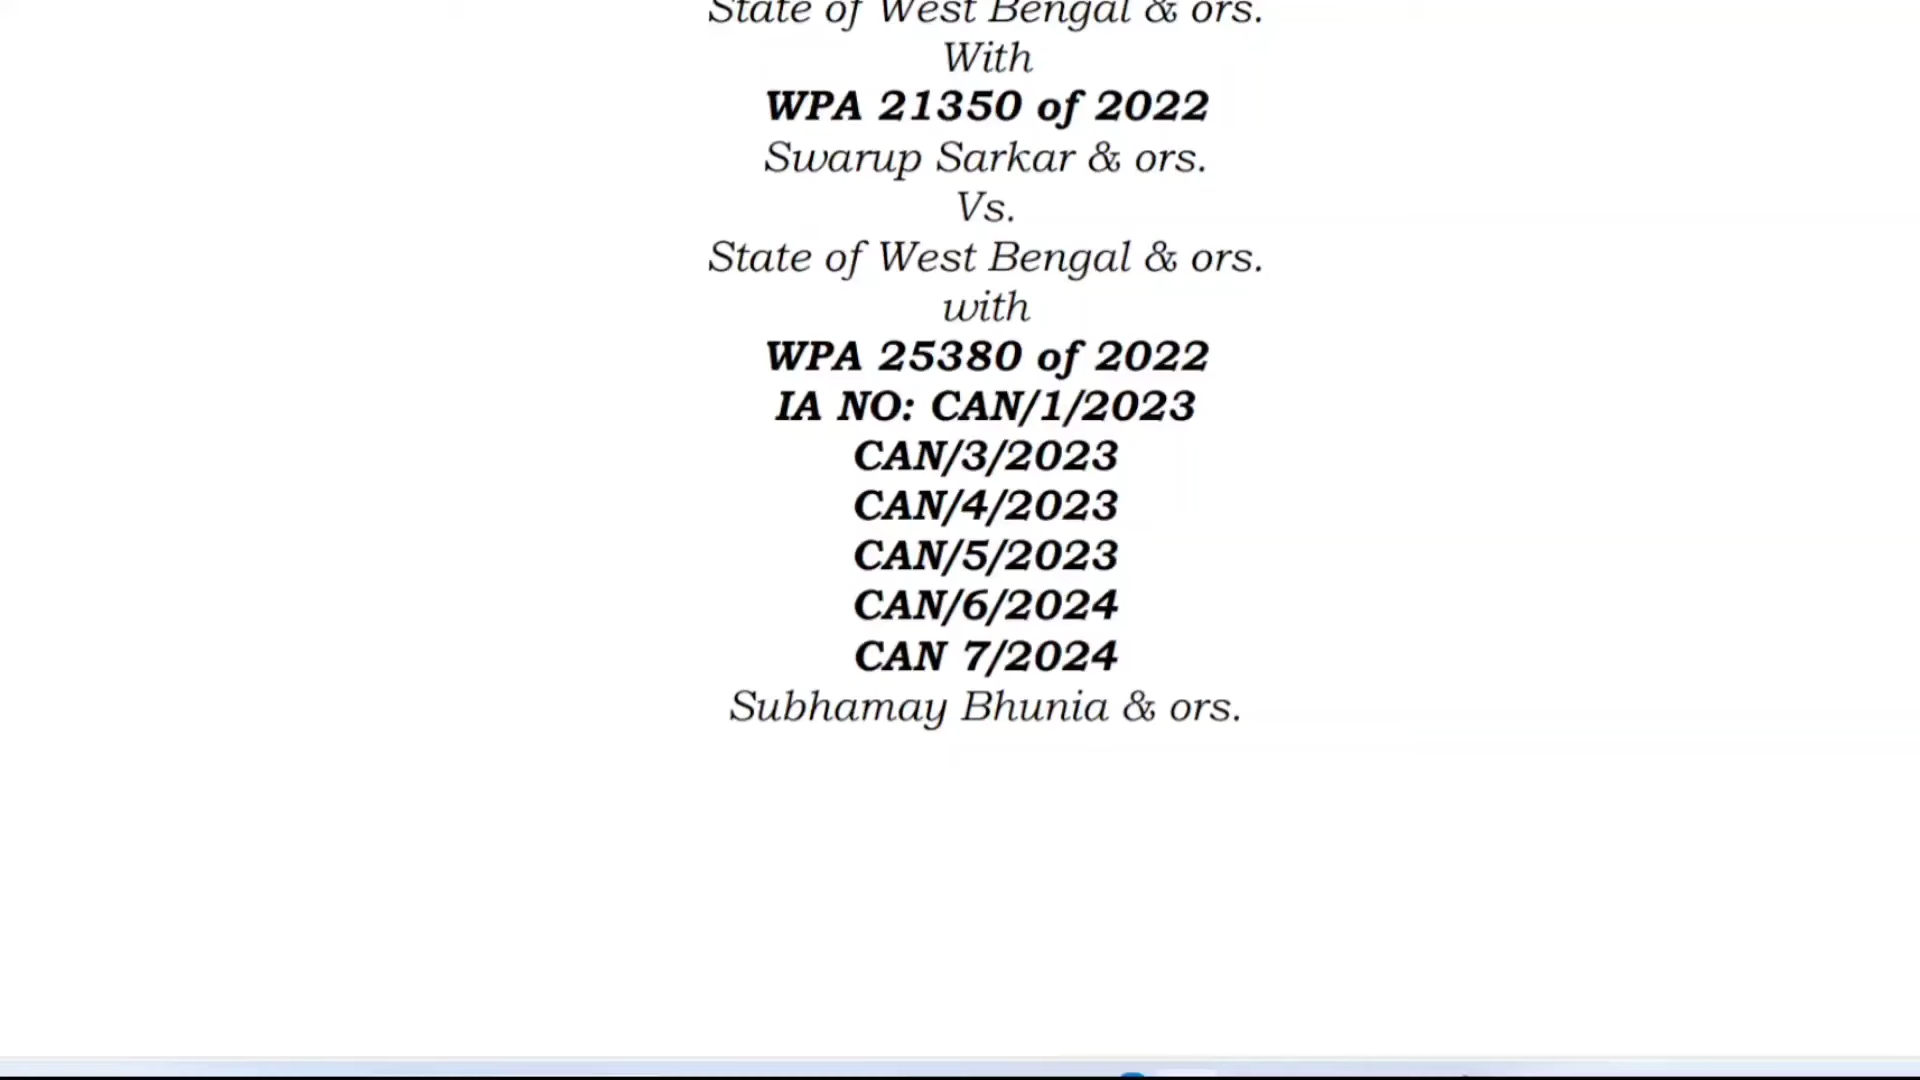 State of West Bengal & ors.
With
WPA 21350 of 2022
Swarup Sarkar & ors.
Vs.
State of West Bengal & ors.
with
WPA 25380 of 2022
IA NO: CAN/1/2023
CAN/3/2023
CAN/4/2023
CAN/5/2023
CAN/6/2024
CAN 7/2024
Subhamay Bhunia & ors.